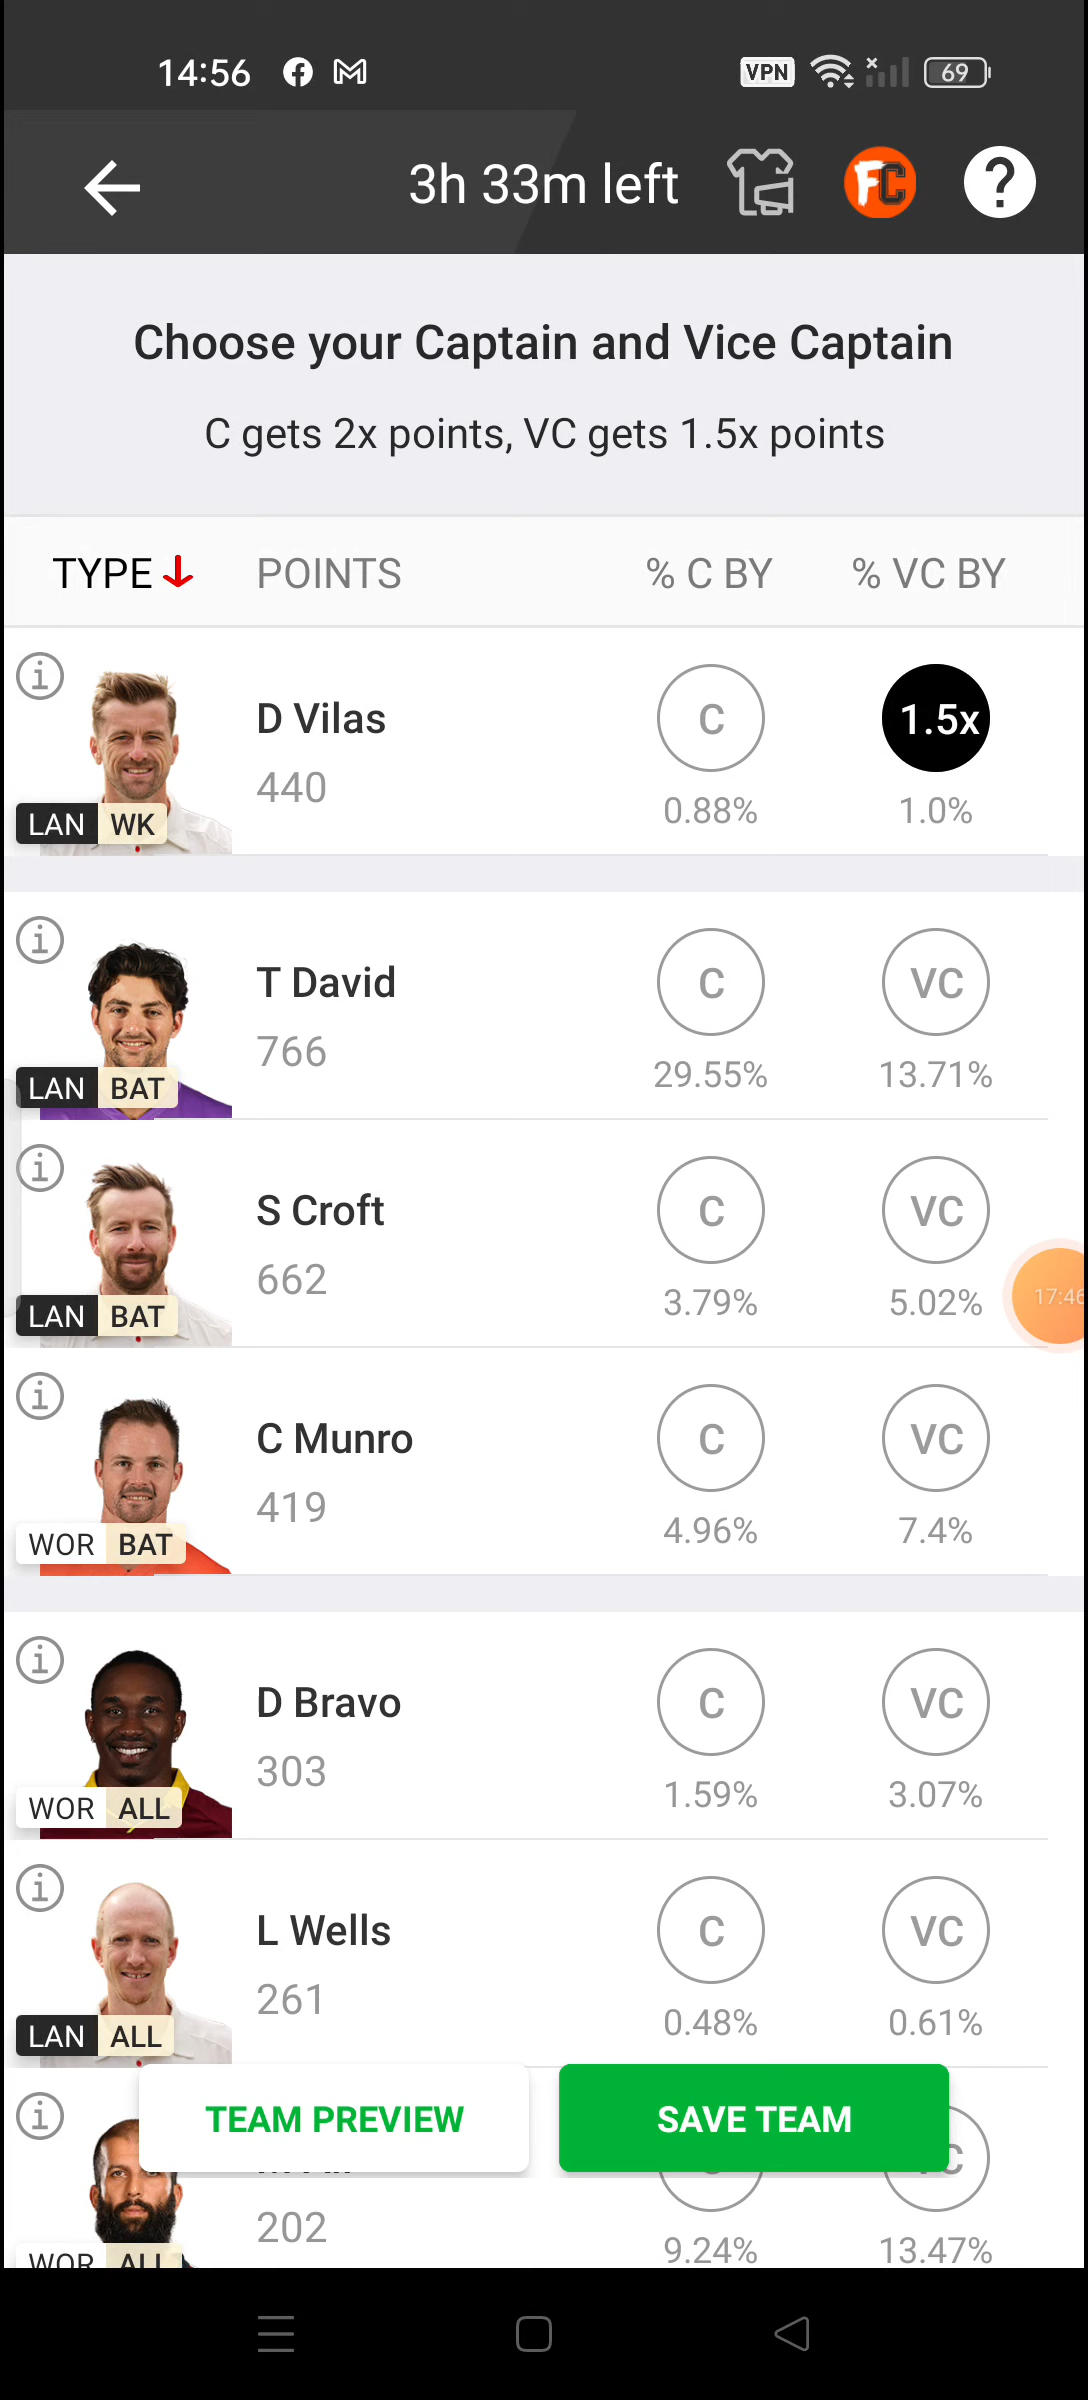 14:56 VPN 69
3h 33m left FC ?
Choose your Captain and Vice Captain
C gets 2x points, VC gets 1.5x points
TYPE POINTS % C BY % VC BY
i D Vilas C 1.5x
440 0.88% 1.0%
LAN WK
i T David C VC
766 29.55% 13.71%
LAN BAT
i S Croft C VC
662 3.79% 5.02%
LAN BAT
17:46
i C Munro C VC
419 4.96% 7.4%
WOR BAT
i D Bravo C VC
303 1.59% 3.07%
WOR ALL
i L Wells C VC
261 0.48% 0.61%
LAN ALL
i TEAM PREVIEW SAVE TEAM
202 9.24% 13.47%
WOR ALL